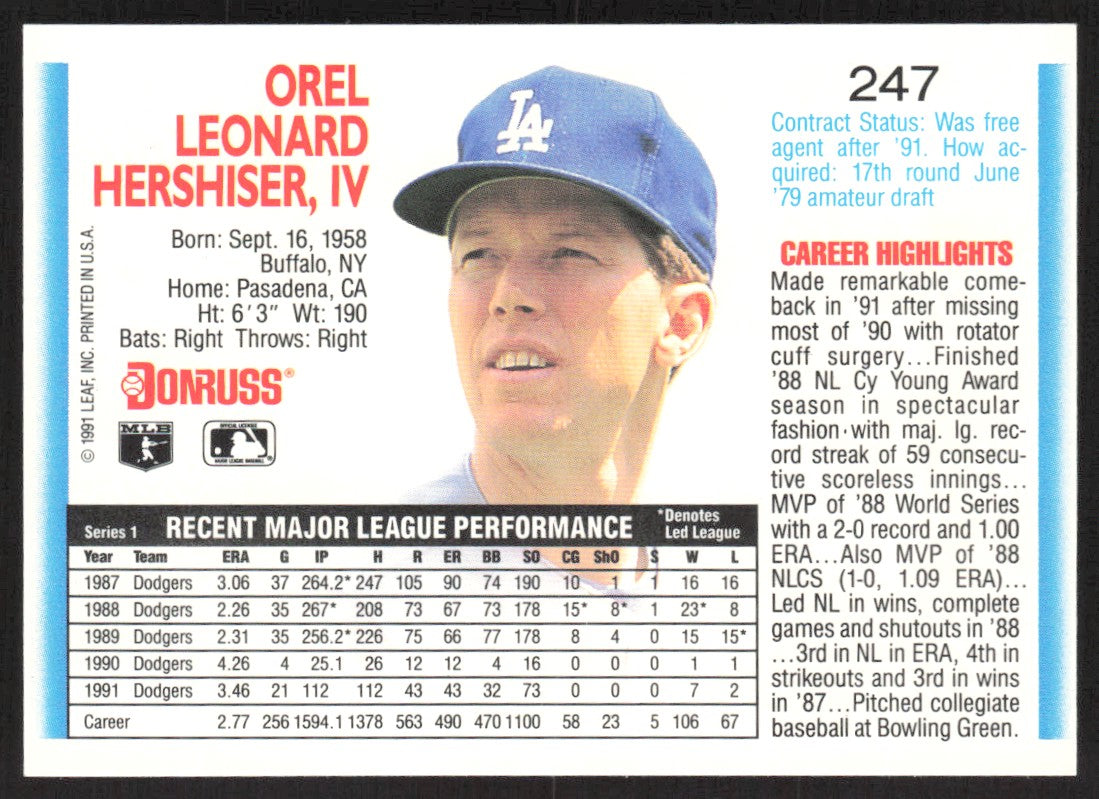 OREL
LEONARD
HERSHISER, IV
Born: Sept. 16, 1958
Buffalo, NY
Home: Pasadena, CA
Ht: 6'3" Wt: 190
Bats: Right Throws: Right
DONRUSS®
MLB
OFFICIAL LICENSEE
MAJOR LEAGUE BASEBALL
®
© 1991 LEAF, INC. PRINTED IN U.S.A.
LA
247
Contract Status: Was free
agent after '91. How ac-
quired: 17th round June
'79 amateur draft
CAREER HIGHLIGHTS
Made remarkable come-
back in '91 after missing
most of '90 with rotator
cuff surgery...Finished
'88 NL Cy Young Award
season in spectacular
fashion·with maj. lg. rec-
ord streak of 59 consecu-
tive scoreless innings...
MVP of '88 World Series
with a 2-0 record and 1.00
ERA...Also MVP of '88
NLCS (1-0, 1.09 ERA)...
Led NL in wins, complete
games and shutouts in '88
...3rd in NL in ERA, 4th in
strikeouts and 3rd in wins
in '87...Pitched collegiate
baseball at Bowling Green.
Series 1 RECENT MAJOR LEAGUE PERFORMANCE *Denotes
Led League
Year Team ERA G IP H R ER BB SO CG ShO S W L
1987 Dodgers 3.06 37 264.2* 247 105 90 74 190 10 1 1 16 16
1988 Dodgers 2.26 35 267* 208 73 67 73 178 15* 8* 1 23* 8
1989 Dodgers 2.31 35 256.2* 226 75 66 77 178 8 4 0 15 15*
1990 Dodgers 4.26 4 25.1 26 12 12 4 16 0 0 0 1 1
1991 Dodgers 3.46 21 112 112 43 43 32 73 0 0 0 7 2
Career 2.77 256 1594.1 1378 563 490 470 1100 58 23 5 106 67